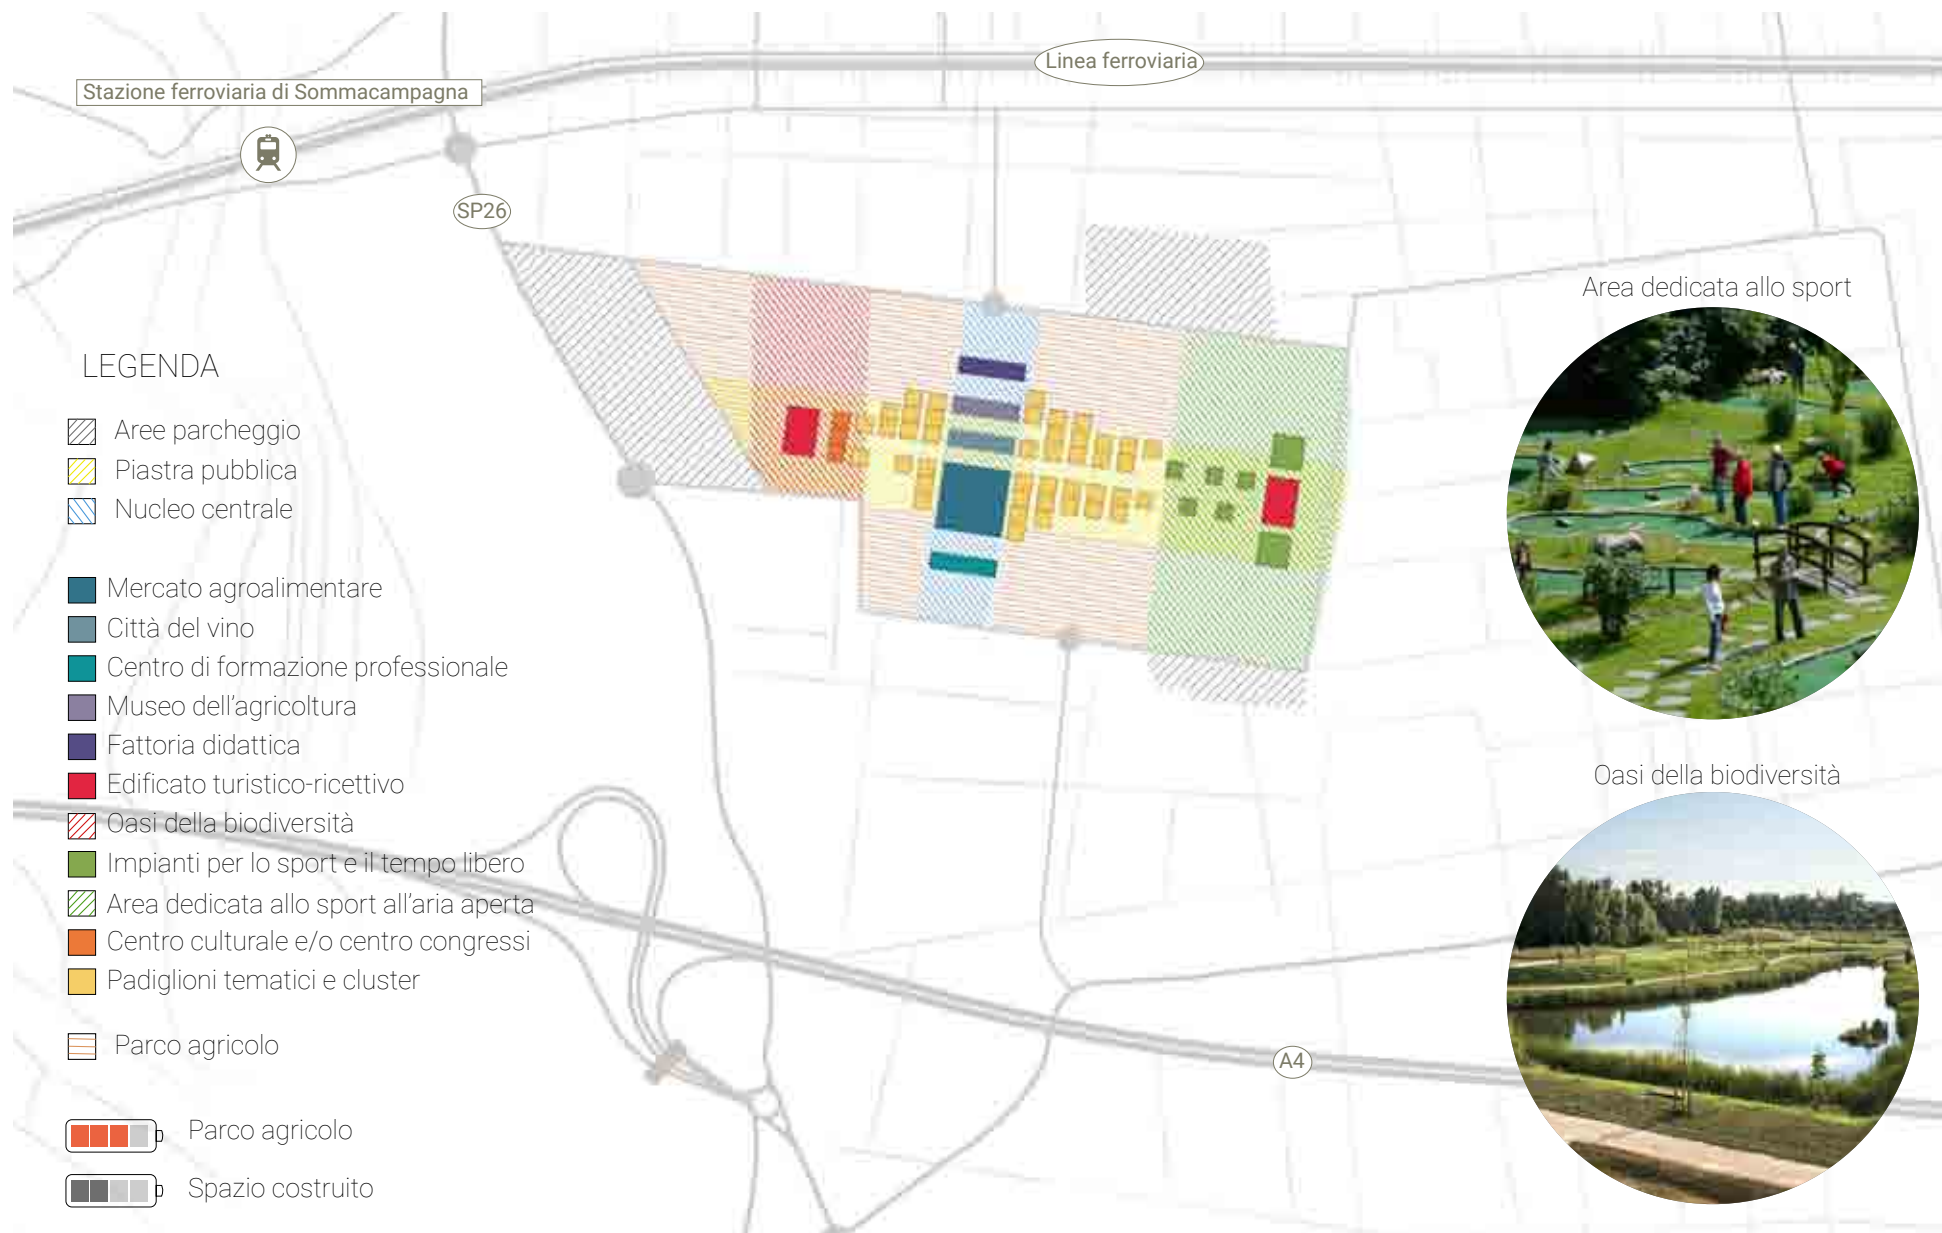 Linea ferroviaria
Stazione ferroviaria di Sommacampagna
SP26
Area dedicata allo sport
LEGENDA
Aree parcheggio
Piastra pubblica
Nucleo centrale
Mercato agroalimentare
Città del vino
Centro di formazione professionale
Museo dell'agricoltura
Fattoria didattica
Edificato turistico-ricettivo
Oasi della biodiversità
Impianti per lo sport e il tempo libero
Area dedicata allo sport all'aria aperta
Centro culturale e/o centro congressi
Padiglioni tematici e cluster
Parco agricolo
Parco agricolo
Spazio costruito
Oasi della biodiversità
A4